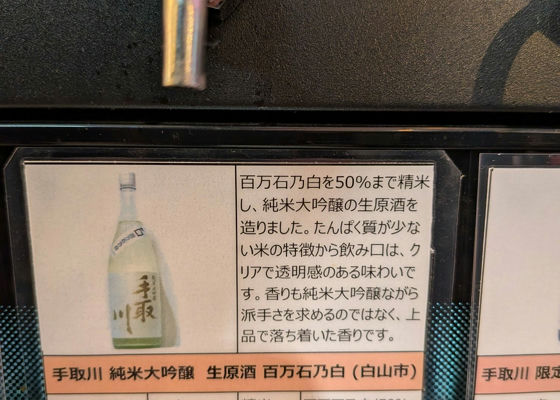 百万石乃白を50%まで精米
し、純米大吟醸の生原酒を
造りました。たんぱく質が少な
い米の特徴から飲み口は、ク
リアで透明感のある味わいで
す。香りも純米大吟醸ながら
派手さを求めるのではなく、上
品で落ち着いた香りです。
手取川
手取川 純米大吟醸 生原酒 百万石乃白 (白山市)
手取川 限定